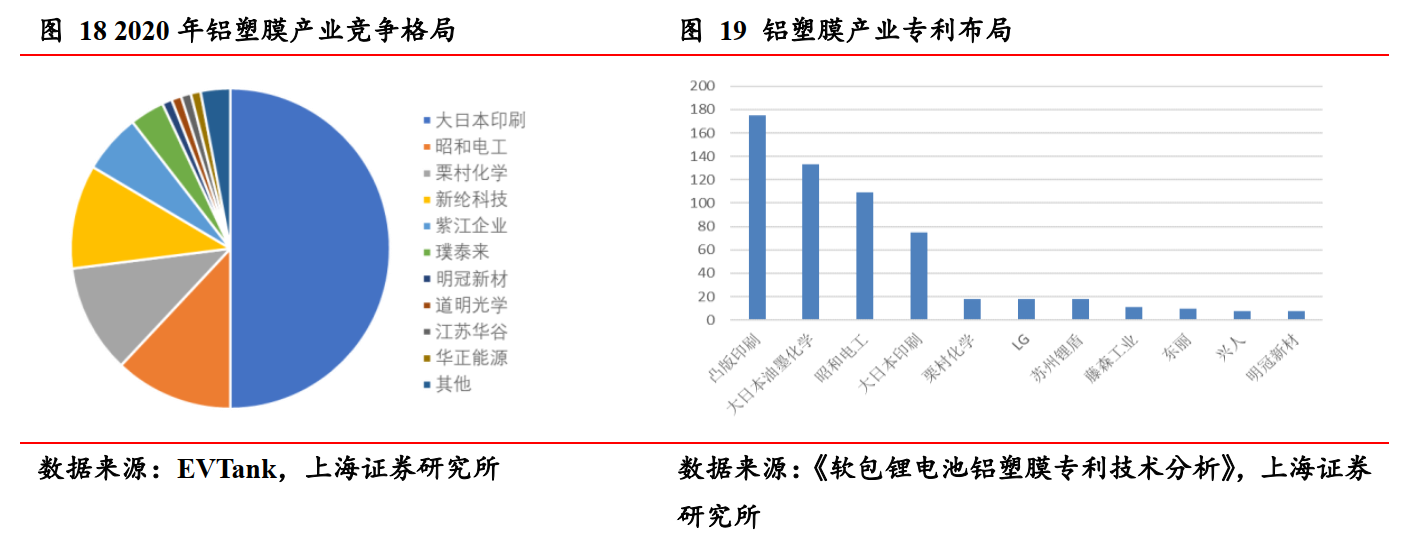 图 18 2020 年铝塑膜产业竞争格局
大日本印刷
昭和电工
栗村化学
新纶科技
紫江企业
璞泰来
明冠新材
道明光学
江苏华谷
华正能源
其他
数据来源：EVTank，上海证券研究所
图 19 铝塑膜产业专利布局
200
180
160
140
120
100
80
60
40
20
0
凸版印刷
大日本油墨化学
昭和电工
大日本印刷
栗村化学
LG
苏州锂盾
藤森工业
东丽
兴人
明冠新材
数据来源：《软包锂电池铝塑膜专利技术分析》，上海证券
研究所